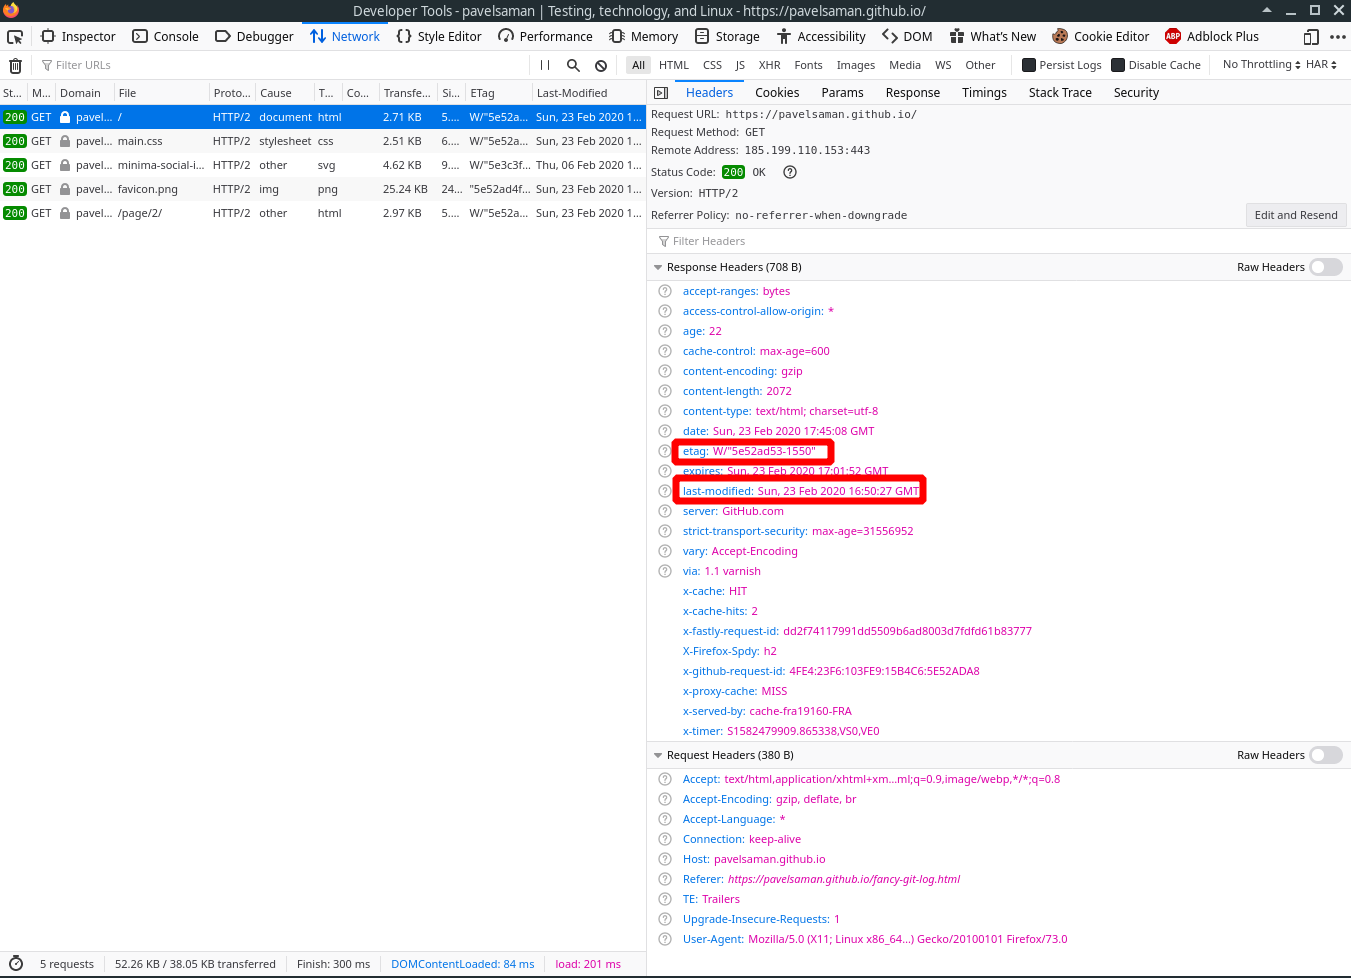 Developer Tools - pavelsaman | Testing, technology, and Linux - https://pavelsaman.github.io/
Inspector Console Debugger Network Style Editor Performance Memory Storage Accessibility DOM What's New Cookie Editor ABP Adblock Plus
Filter URLs All HTML CSS JS XHR Fonts Images Media WS Other Persist Logs Disable Cache No Throttling HAR
St... M... Domain File Proto... Cause T... Co... Transfe... Si... ETag Last-Modified
200 GET pavel... / HTTP/2 document html 2.71 KB 5.... W/"5e52a... Sun, 23 Feb 2020 1...
200 GET pavel... main.css HTTP/2 stylesheet css 2.51 KB 6.... W/"5e52a... Sun, 23 Feb 2020 1...
200 GET pavel... minima-social-i... HTTP/2 other svg 4.62 KB 9.... W/"5e3c3f... Thu, 06 Feb 2020 1...
200 GET pavel... favicon.png HTTP/2 img png 25.24 KB 24... "5e52ad4f... Sun, 23 Feb 2020 1...
200 GET pavel... /page/2/ HTTP/2 other html 2.97 KB 5.... W/"5e52a... Sun, 23 Feb 2020 1...
5 requests 52.26 KB / 38.05 KB transferred Finish: 300 ms DOMContentLoaded: 84 ms load: 201 ms
Headers Cookies Params Response Timings Stack Trace Security
Request URL: https://pavelsaman.github.io/
Request Method: GET
Remote Address: 185.199.110.153:443
Status Code: 200 OK
Version: HTTP/2
Referrer Policy: no-referrer-when-downgrade Edit and Resend
Filter Headers
Response Headers (708 B) Raw Headers
accept-ranges: bytes
access-control-allow-origin: *
age: 22
cache-control: max-age=600
content-encoding: gzip
content-length: 2072
content-type: text/html; charset=utf-8
date: Sun, 23 Feb 2020 17:45:08 GMT
etag: W/"5e52ad53-1550"
expires: Sun, 23 Feb 2020 17:01:52 GMT
last-modified: Sun, 23 Feb 2020 16:50:27 GMT
server: GitHub.com
strict-transport-security: max-age=31556952
vary: Accept-Encoding
via: 1.1 varnish
x-cache: HIT
x-cache-hits: 2
x-fastly-request-id: dd2f74117991dd5509b6ad8003d7fdfd61b83777
X-Firefox-Spdy: h2
x-github-request-id: 4FE4:23F6:103FE9:15B4C6:5E52ADA8
x-proxy-cache: MISS
x-served-by: cache-fra19160-FRA
x-timer: S1582479909.865338,VS0,VE0
Request Headers (380 B) Raw Headers
Accept: text/html,application/xhtml+xm...ml;q=0.9,image/webp,*/*;q=0.8
Accept-Encoding: gzip, deflate, br
Accept-Language: *
Connection: keep-alive
Host: pavelsaman.github.io
Referer: https://pavelsaman.github.io/fancy-git-log.html
TE: Trailers
Upgrade-Insecure-Requests: 1
User-Agent: Mozilla/5.0 (X11; Linux x86_64...) Gecko/20100101 Firefox/73.0